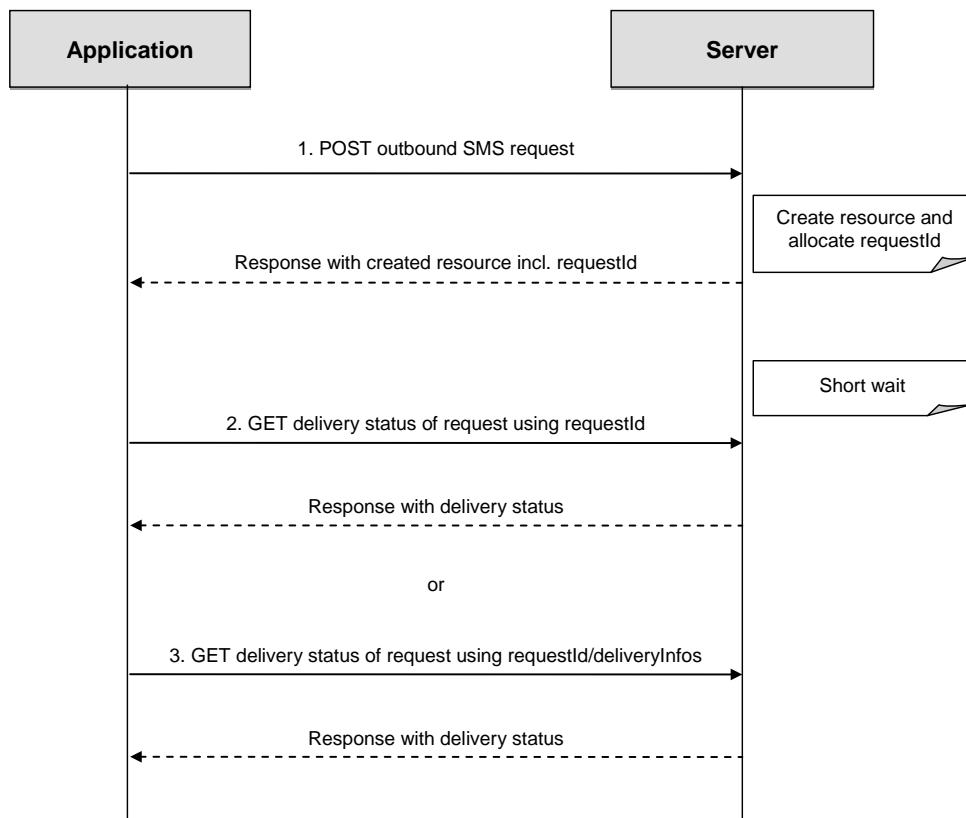 Application
Server
1. POST outbound SMS request
Create resource and
allocate requestId
Response with created resource incl. requestId
Short wait
2. GET delivery status of request using requestId
Response with delivery status
or
3. GET delivery status of request using requestId/deliveryInfos
Response with delivery status